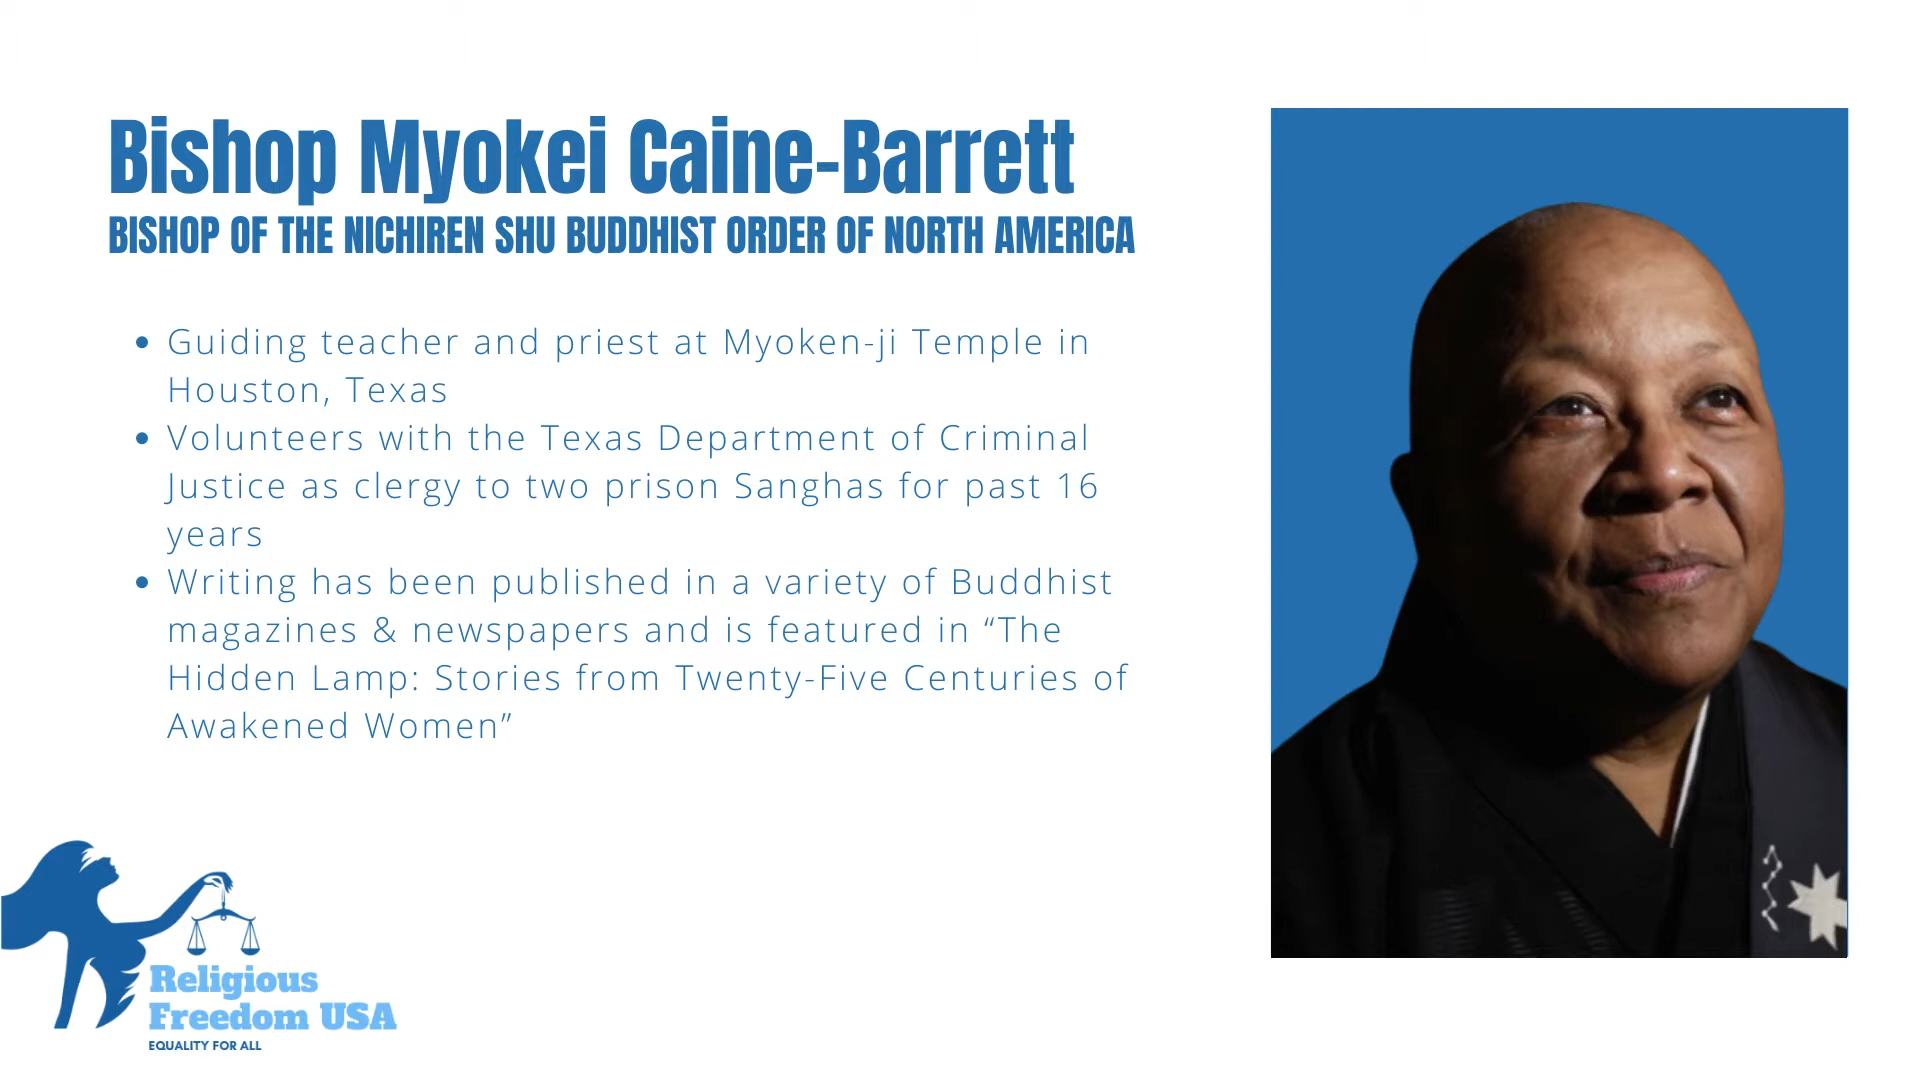 Bishop Myokei Caine-Barrett
BISHOP OF THE NICHIREN SHU BUDDHIST ORDER OF NORTH AMERICA
• Guiding teacher and priest at Myoken-ji Temple in
Houston, Texas
• Volunteers with the Texas Department of Criminal
Justice as clergy to two prison Sanghas for past 16
years
• Writing has been published in a variety of Buddhist
magazines & newspapers and is featured in “The
Hidden Lamp: Stories from Twenty-Five Centuries of
Awakened Women”
Religious
Freedom USA
EQUALITY FOR ALL